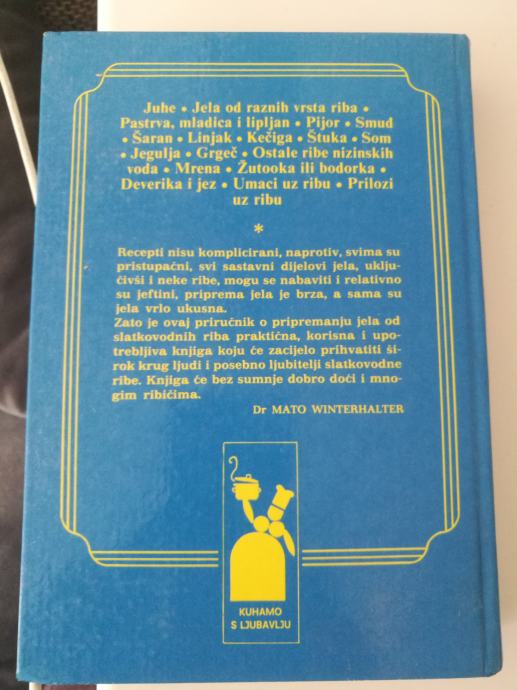 Juhe • Jela od raznih vrsta riba •
Pastrva, mladica i lipljan • Pijor • Smud
• Šaran • Linjak • Kečiga • Štuka • Som
• Jegulja • Grgeč • Ostale ribe nizinskih
voda • Mrena • Žutooka ili bodorka •
Deverika i jez • Umaci uz ribu • Prilozi
uz ribu
*
Recepti nisu komplicirani, naprotiv, svima su
pristupačni, svi sastavni dijelovi jela, uklju-
čivši i neke ribe, mogu se nabaviti i relativno
su jeftini, priprema jela je brza, a sama su
jela vrlo ukusna.
Zato je ovaj priručnik o pripremanju jela od
slatkovodnih riba praktična, korisna i upo-
trebljiva knjiga koju će zacijelo prihvatiti ši-
rok krug ljudi i posebno ljubitelji slatkovodne
ribe. Knjiga će bez sumnje dobro doći i mno-
gim ribičima.
Dr MATO WINTERHALTER
KUHAMO
S LJUBAVLJU